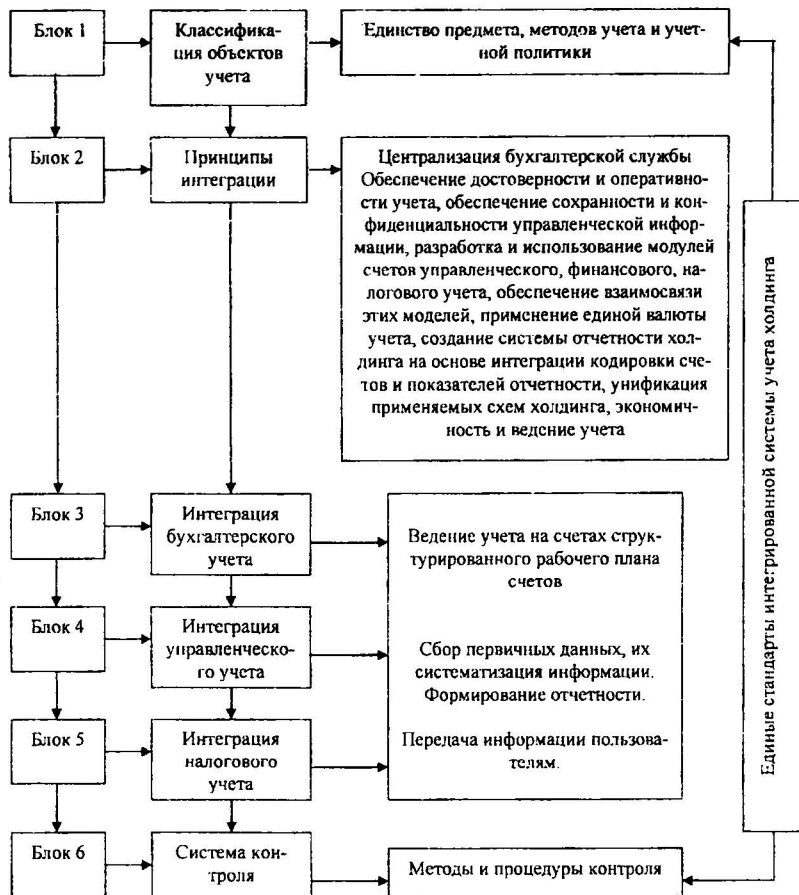 Блок 1
Классифика-
ция объектов
учета
Единство предмета, методов учета и учет-
ной политики
Блок 2
Принципы
интеграции
Централизация бухгалтерской службы
Обеспечение достоверности и оперативно-
сти учета, обеспечение сохранности и кон-
фиденциальности управленческой инфор-
мации, разработка и использование модулей
счетов управленческого, финансового, на-
логового учета, обеспечение взаимосвязи
этих моделей, применение единой валюты
учета, создание системы отчетности хол-
динга на основе интеграции кодировки сче-
тов и показателей отчетности, унификация
применяемых схем холдинга, экономич-
ность и ведение учета
Блок 3
Интеграция
бухгалтерского
учета
Ведение учета на счетах струк-
турированного рабочего плана
счетов
Блок 4
Интеграция
управленческо-
го учета
Сбор первичных данных, их
систематизация информации.
Формирование отчетности.
Блок 5
Интеграция
налогового
учета
Передача информации пользова-
телям.
Блок 6
Система кон-
троля
Методы и процедуры контроля
Единые стандарты интегрированной системы учета холдинга